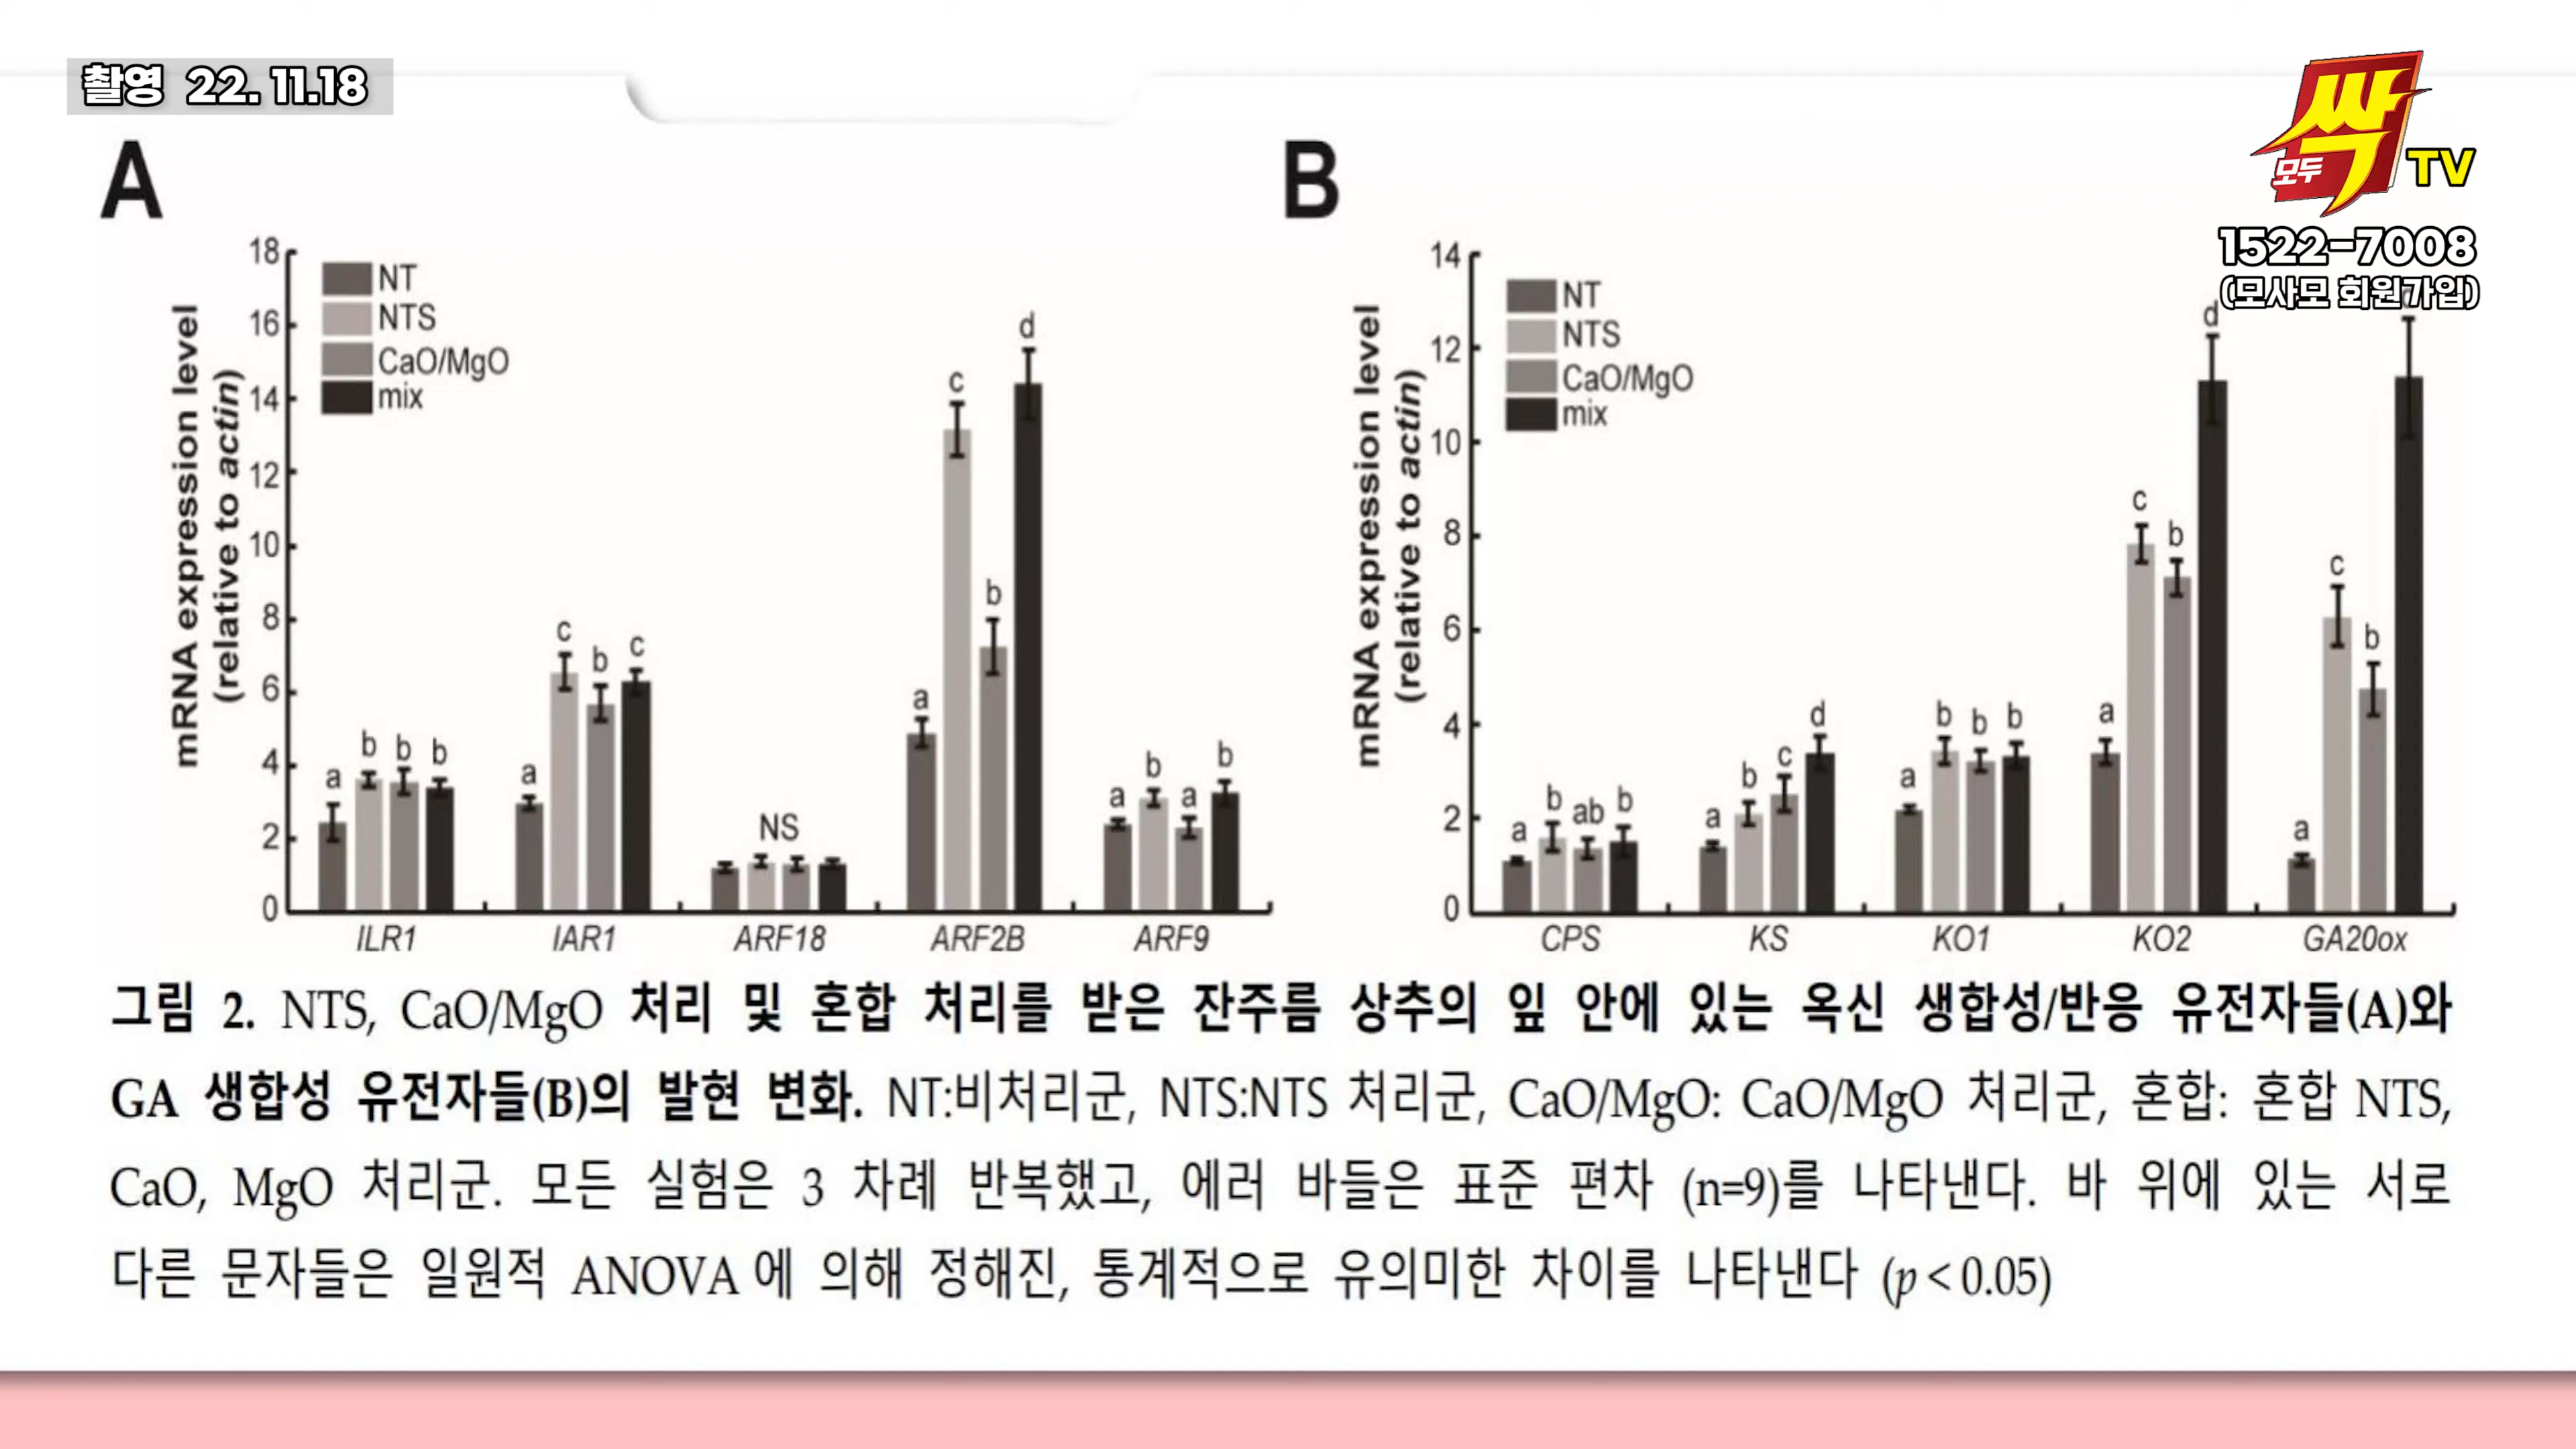 촬영 22. 11.18
모두싹TV
1522-7008
(모사모 회원가입)
A
mRNA expression level
(relative to actin)
18
16
14
12
10
8
6
4
2
0
NT
NTS
CaO/MgO
mix
a b b b
a c b c
NS
a c b d
a b a b
ILR1 IAR1 ARF18 ARF2B ARF9
B
mRNA expression level
(relative to actin)
14
12
10
8
6
4
2
0
NT
NTS
CaO/MgO
mix
a b ab b
a b c d
a b b b
a c b d
a c b
CPS KS KO1 KO2 GA20ox
그림 2. NTS, CaO/MgO 처리 및 혼합 처리를 받은 잔주름 상추의 잎 안에 있는 옥신 생합성/반응 유전자들(A)와
GA 생합성 유전자들(B)의 발현 변화. NT:비처리군, NTS:NTS 처리군, CaO/MgO: CaO/MgO 처리군, 혼합: 혼합 NTS,
CaO, MgO 처리군. 모든 실험은 3 차례 반복했고, 에러 바들은 표준 편차 (n=9)를 나타낸다. 바 위에 있는 서로
다른 문자들은 일원적 ANOVA에 의해 정해진, 통계적으로 유의미한 차이를 나타낸다 (p < 0.05)